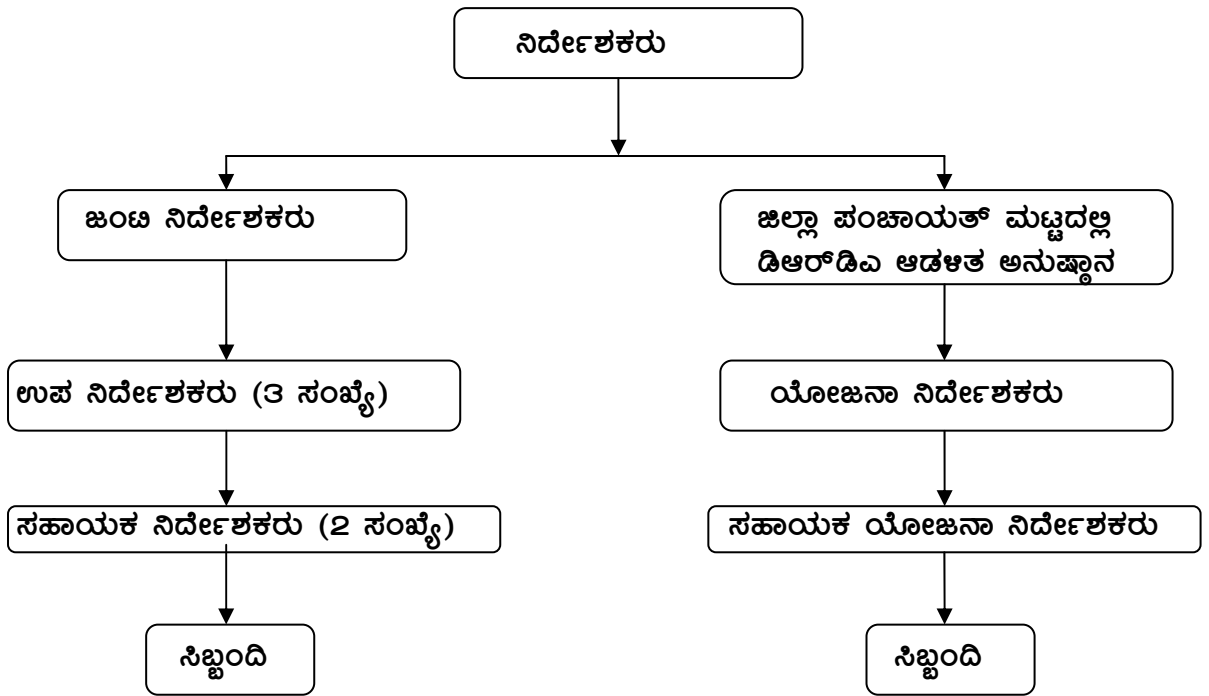 ನಿರ್ದೇಶಕರು
ಜಂಟಿ ನಿರ್ದೇಶಕರು
ಜಿಲ್ಲಾ ಪಂಚಾಯತ್ ಮಟ್ಟದಲ್ಲಿ
ಡಿಆರ್‌ಡಿಎ ಆಡಳಿತ ಅನುಷ್ಠಾನ
ಉಪ ನಿರ್ದೇಶಕರು (3 ಸಂಖ್ಯೆ)
ಯೋಜನಾ ನಿರ್ದೇಶಕರು
ಸಹಾಯಕ ನಿರ್ದೇಶಕರು (2 ಸಂಖ್ಯೆ)
ಸಹಾಯಕ ಯೋಜನಾ ನಿರ್ದೇಶಕರು
ಸಿಬ್ಬಂದಿ
ಸಿಬ್ಬಂದಿ